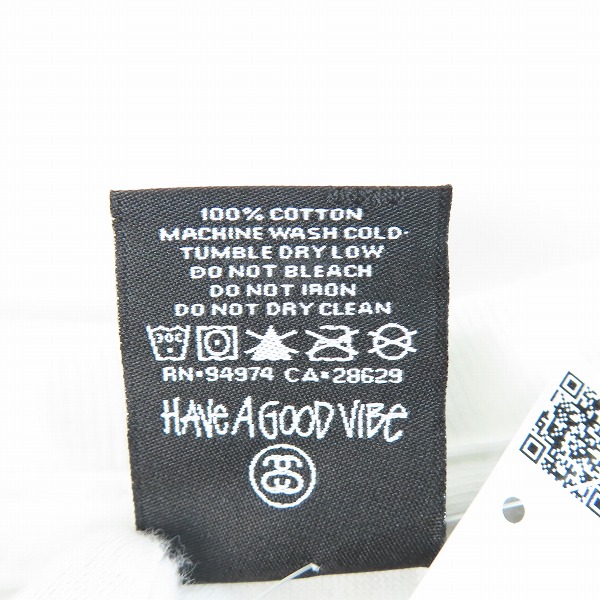 100% COTTON
MACHINE WASH COLD-
TUMBLE DRY LOW
DO NOT BLEACH
DO NOT IRON
DO NOT DRY CLEAN
30C
RN•94974 CA•28629
HAVE A GOOD VIBE